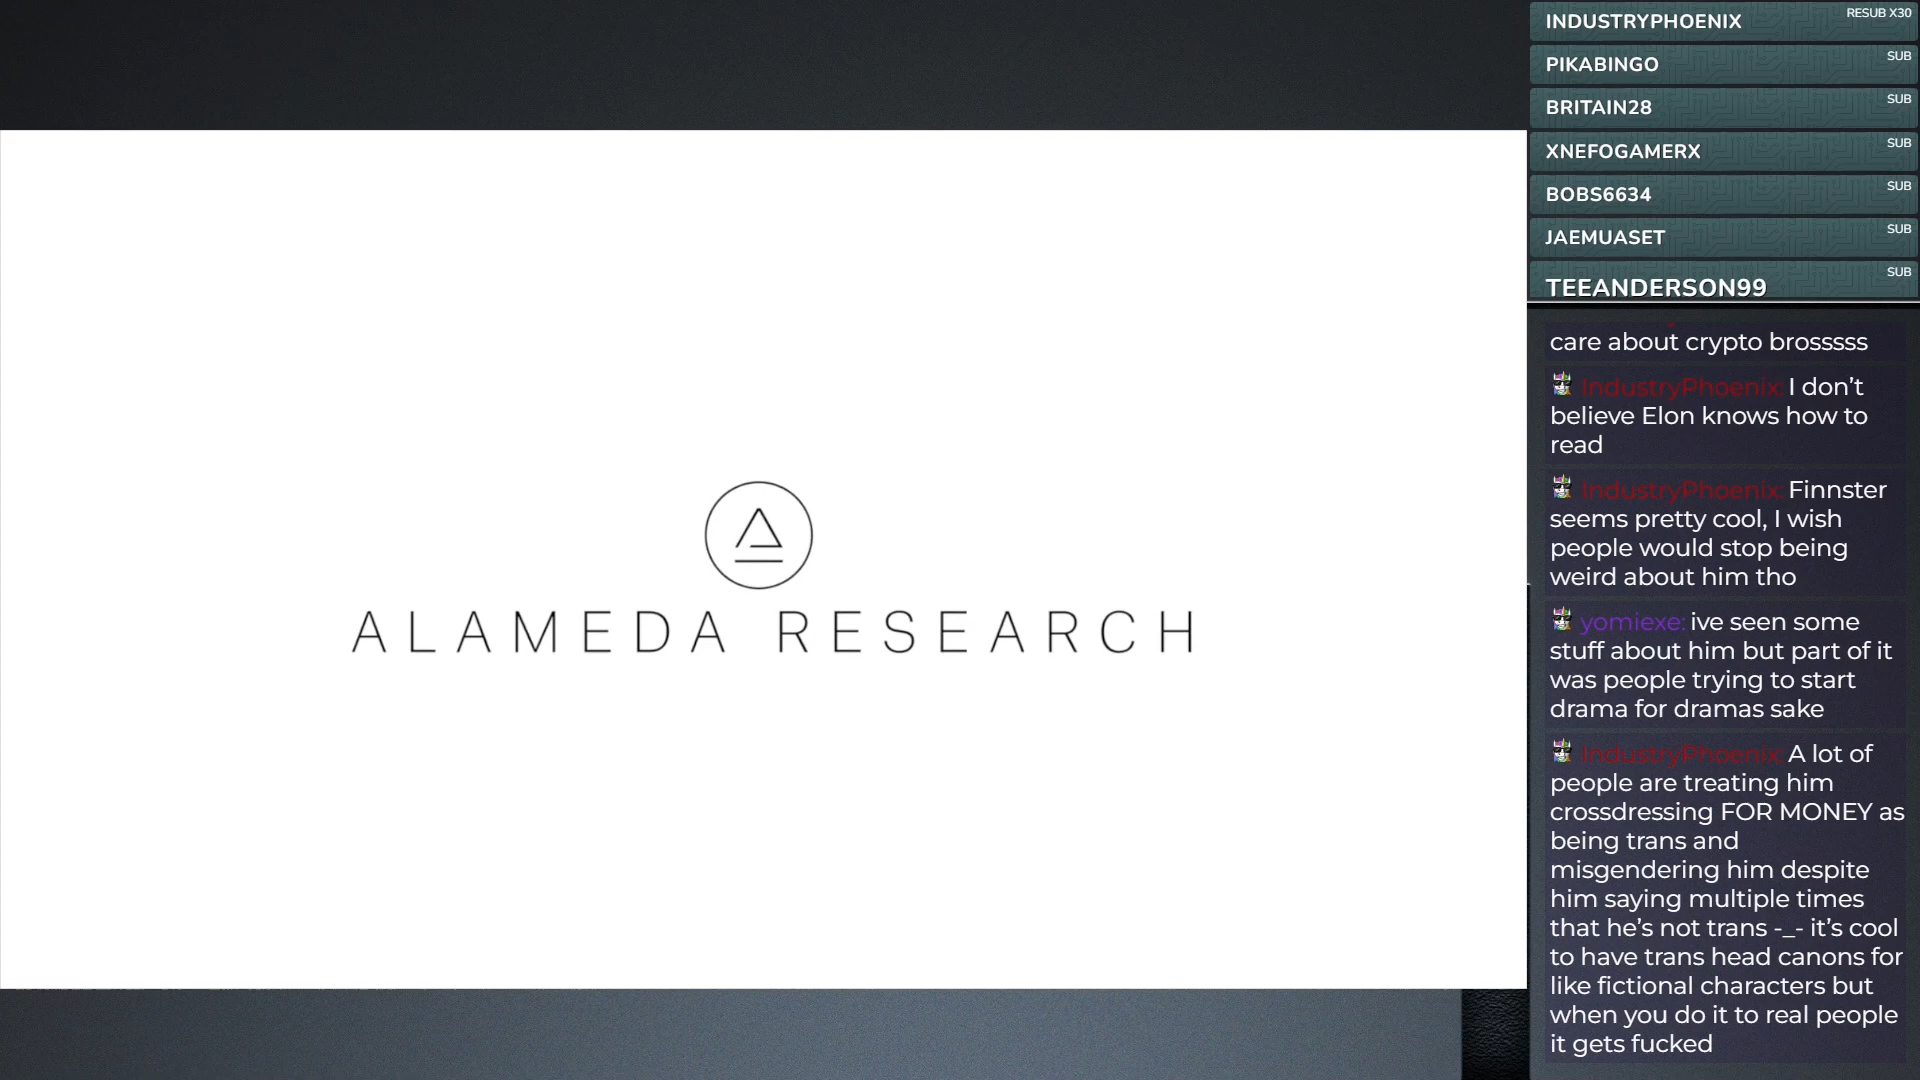 ALAMEDA RESEARCH
INDUSTRYPHOENIX RESUB X30
PIKABINGO SUB
BRITAIN28 SUB
XNEFOGAMERX SUB
BOBS6634 SUB
JAEMUASET SUB
TEEANDERSON99 SUB
care about crypto brosssss
IndustryPhoenix: I don’t
believe Elon knows how to
read
IndustryPhoenix: Finnster
seems pretty cool, I wish
people would stop being
weird about him tho
yomiexe: ive seen some
stuff about him but part of it
was people trying to start
drama for dramas sake
IndustryPhoenix: A lot of
people are treating him
crossdressing FOR MONEY as
being trans and
misgendering him despite
him saying multiple times
that he’s not trans -_- it’s cool
to have trans head canons for
like fictional characters but
when you do it to real people
it gets fucked